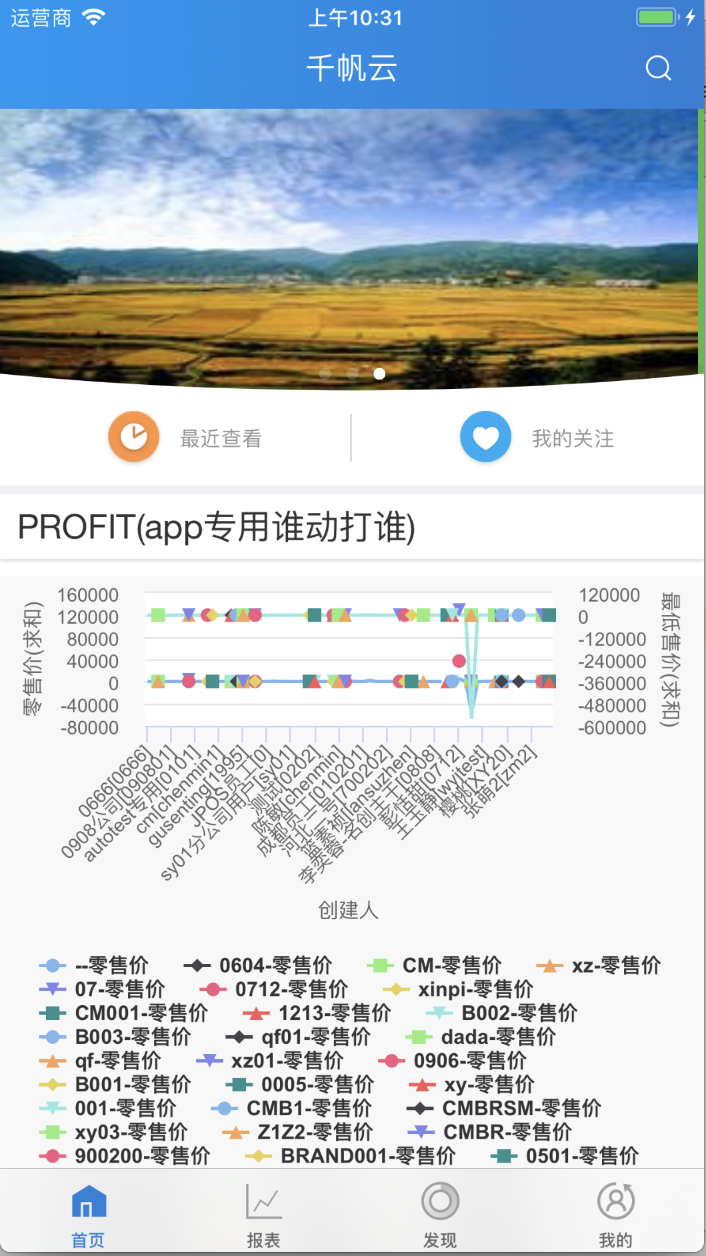 运营商 上午10:31
千帆云
最近查看 我的关注
PROFIT(app专用谁动打谁)
零售价(求和)
160000
120000
80000
40000
0
-40000
-80000
120000
0
-120000
-240000
-360000
-480000
-600000
最低售价(求和)
0666[0666]
0908公司[090801]
autotest专用[0101]
cm[chenmin1]
gusenting[1995]
JPOS员工[0]
sy01分公司用户[sy01]
测试[0202]
陈敏[chenmin]
成都员工[010201]
河北一号[700202]
篮素祯[lansuzhen]
彭洁甜[0712]
王玉静[wyjtest]
樱桃[XY20]
张萌2[zm2]
创建人
--零售价 0604-零售价 CM-零售价 xz-零售价
07-零售价 0712-零售价 xinpi-零售价
CM001-零售价 1213-零售价 B002-零售价
B003-零售价 qf01-零售价 dada-零售价
qf-零售价 xz01-零售价 0906-零售价
B001-零售价 0005-零售价 xy-零售价
001-零售价 CMB1-零售价 CMBRSM-零售价
xy03-零售价 Z1Z2-零售价 CMBR-零售价
900200-零售价 BRAND001-零售价 0501-零售价
首页 报表 发现 我的